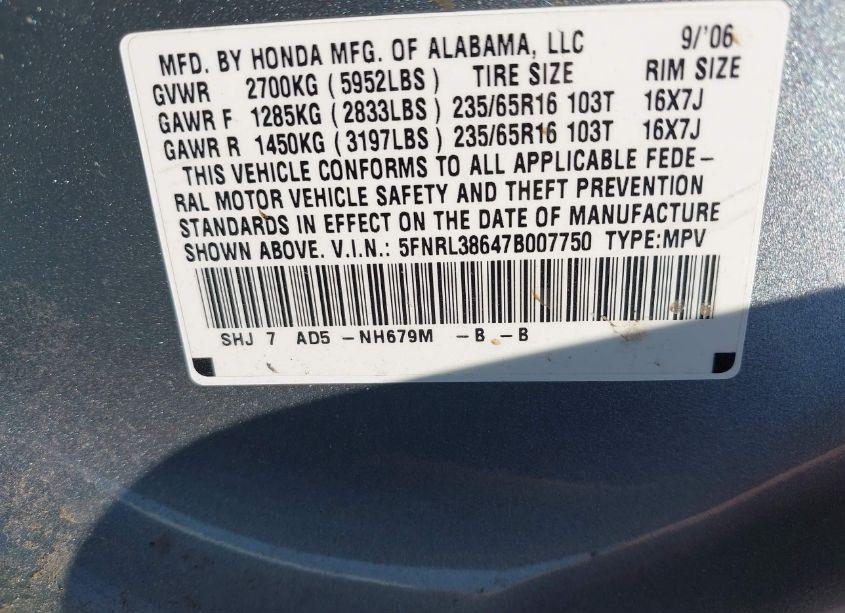 MFD. BY HONDA MFG. OF ALABAMA, LLC 9/'06
GVWR 2700KG (5952LBS) TIRE SIZE RIM SIZE
GAWR F 1285KG (2833LBS) 235/65R16 103T 16X7J
GAWR R 1450KG (3197LBS) 235/65R16 103T 16X7J
THIS VEHICLE CONFORMS TO ALL APPLICABLE FEDE-
RAL MOTOR VEHICLE SAFETY AND THEFT PREVENTION
STANDARDS IN EFFECT ON THE DATE OF MANUFACTURE
SHOWN ABOVE. V.I.N.: 5FNRL38647B007750 TYPE:MPV
SHJ 7 AD5 -NH679M -B -B